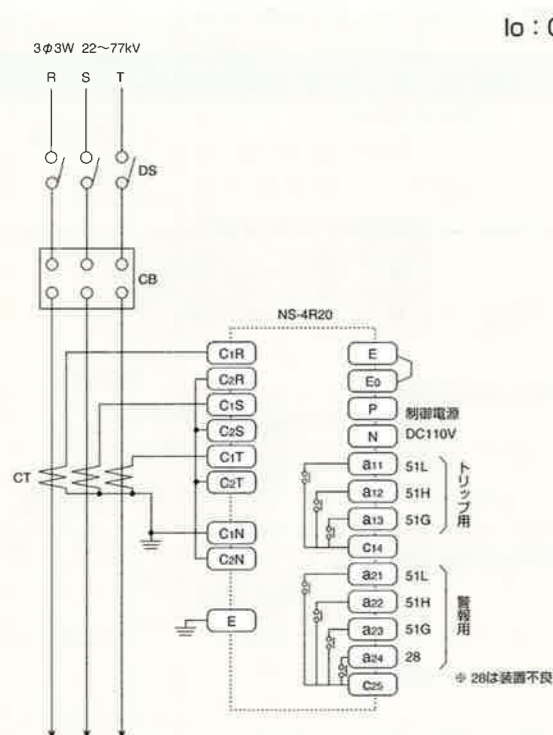 Io：0
3φ3W 22～77kV
R S T
DS
CB
NS-4R20
C1R
C2R
C1S
C2S
C1T
C2T
C1N
C2N
E
CT
E
E0
P
N
制御電源
DC110V
a11 51L
a12 51H
a13 51G
c14
トリップ用
a21 51L
a22 51H
a23 51G
a24 28
c25
警報用
※ 28は装置不良